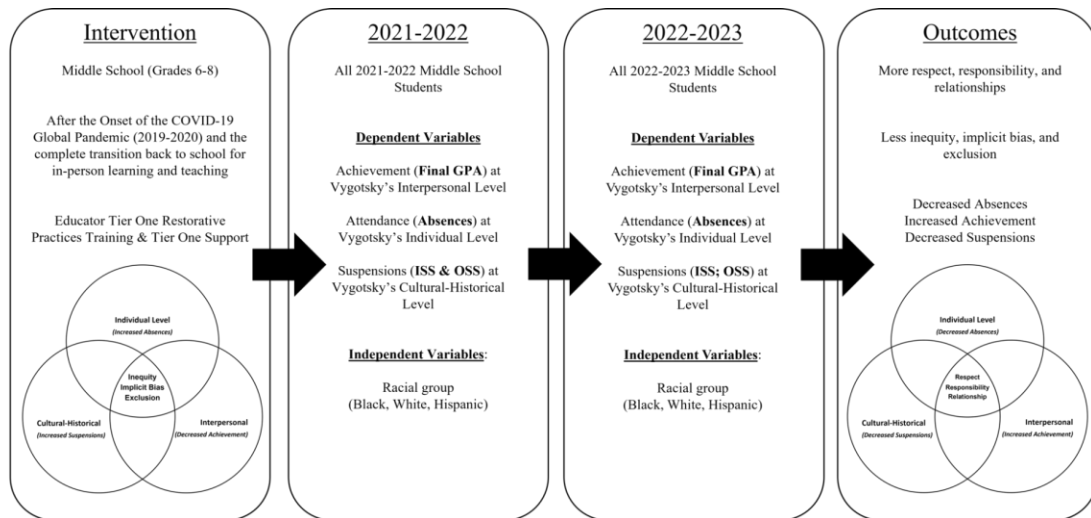 Intervention
Middle School (Grades 6-8)
After the Onset of the COVID-19
Global Pandemic (2019-2020) and the
complete transition back to school for
in-person learning and teaching
Educator Tier One Restorative
Practices Training & Tier One Support
Individual Level
(Increased Absences)
Inequity
Implicit Bias
Exclusion
Cultural-Historical
(Increased Suspensions)
Interpersonal
(Decreased Achievement)
2021-2022
All 2021-2022 Middle School
Students
Dependent Variables
Achievement (Final GPA) at
Vygotsky's Interpersonal Level
Attendance (Absences) at
Vygotsky's Individual Level
Suspensions (ISS & OSS) at
Vygotsky's Cultural-Historical
Level
Independent Variables:
Racial group
(Black, White, Hispanic)
2022-2023
All 2022-2023 Middle School
Students
Dependent Variables
Achievement (Final GPA) at
Vygotsky's Interpersonal Level
Attendance (Absences) at
Vygotsky's Individual Level
Suspensions (ISS; OSS) at
Vygotsky's Cultural-Historical
Level
Independent Variables:
Racial group
(Black, White, Hispanic)
Outcomes
More respect, responsibility, and
relationships
Less inequity, implicit bias, and
exclusion
Decreased Absences
Increased Achievement
Decreased Suspensions
Individual Level
(Decreased Absences)
Respect
Responsibility
Relationship
Cultural-Historical
(Decreased Suspensions)
Interpersonal
(Increased Achievement)